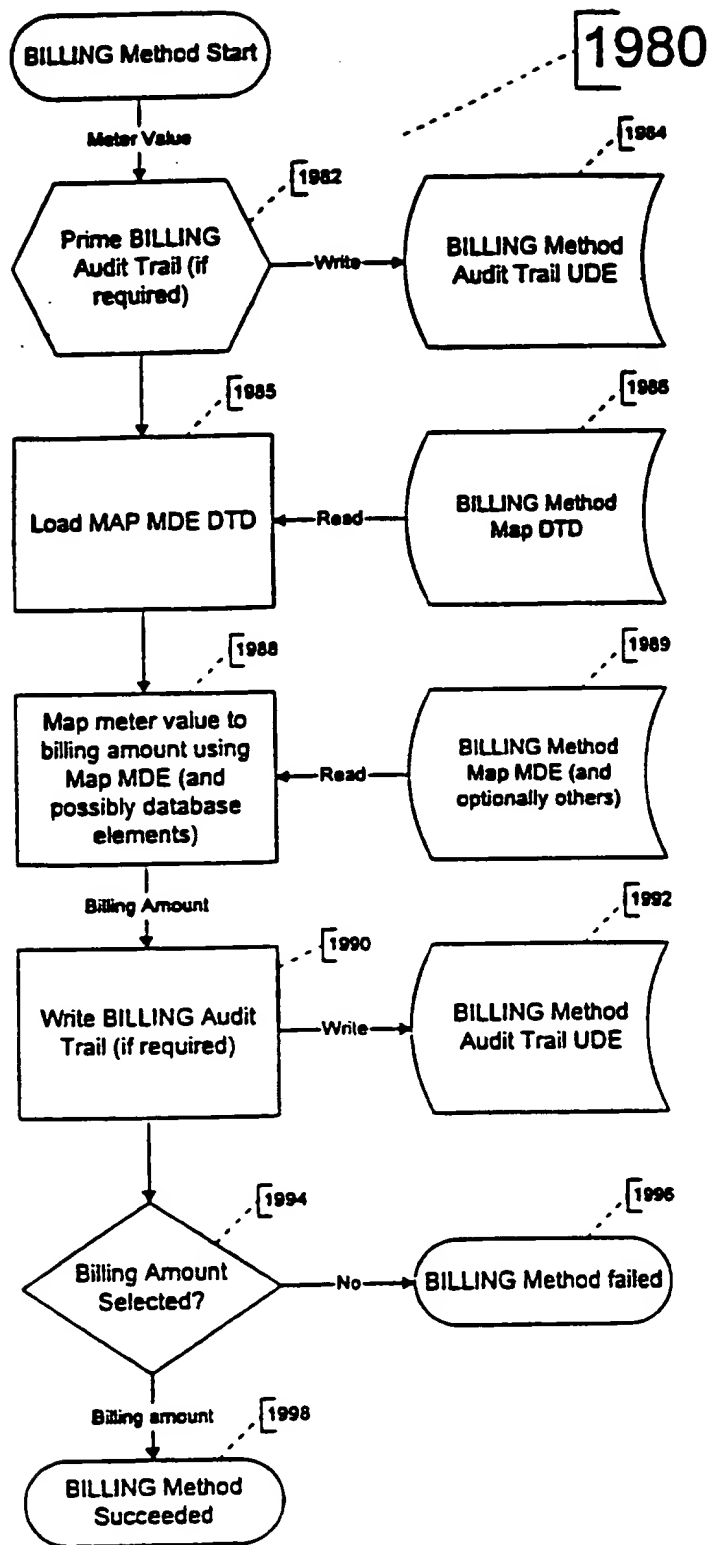 BILLING Method Start
1980
Meter Value
1982
1984
Prime BILLING
Audit Trail (if
required)
Write
BILLING Method
Audit Trail UDE
1985
1986
Load MAP MDE DTD
Read
BILLING Method
Map DTD
1988
1989
Map meter value to
billing amount using
Map MDE (and
possibly database
elements)
Read
BILLING Method
Map MDE (and
optionally others)
Billing Amount
1990
1992
Write BILLING Audit
Trail (if required)
Write
BILLING Method
Audit Trail UDE
1994
1996
Billing Amount
Selected?
No
BILLING Method failed
Billing amount
1998
BILLING Method
Succeeded